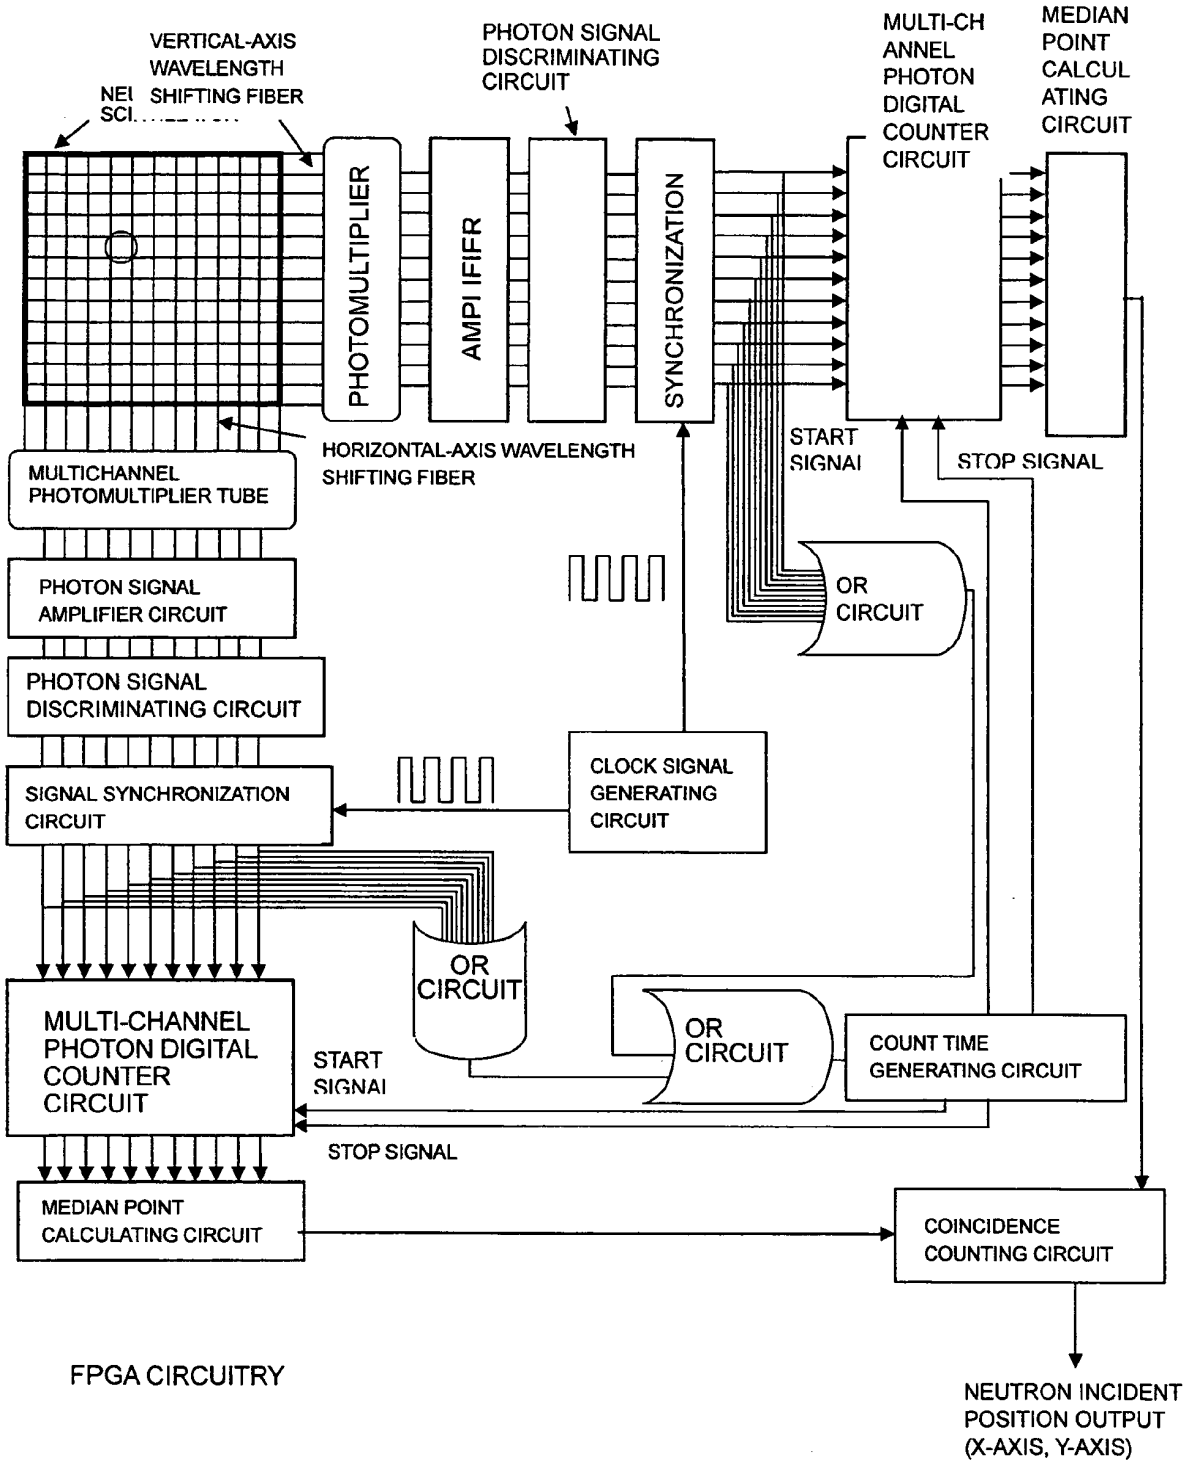 VERTICAL-AXIS
WAVELENGTH
SHIFTING FIBER
PHOTON SIGNAL
DISCRIMINATING
CIRCUIT
MULTI-CH
ANNEL
PHOTON
DIGITAL
COUNTER
CIRCUIT
MEDIAN
POINT
CALCUL
ATING
CIRCUIT
PHOTOMULTIPLIER
SYNCHRONIZATION
HORIZONTAL-AXIS WAVELENGTH
SHIFTING FIBER
START
STOP SIGNAL
MULTICHANNEL
PHOTOMULTIPLIER TUBE
PHOTON SIGNAL
AMPLIFIER CIRCUIT
OR
CIRCUIT
PHOTON SIGNAL
DISCRIMINATING CIRCUIT
CLOCK SIGNAL
GENERATING
CIRCUIT
SIGNAL SYNCHRONIZATION
CIRCUIT
OR
CIRCUIT
MULTI-CHANNEL
PHOTON DIGITAL
COUNTER
CIRCUIT
START
OR
CIRCUIT
COUNT TIME
GENERATING CIRCUIT
STOP SIGNAL
MEDIAN POINT
CALCULATING CIRCUIT
COINCIDENCE
COUNTING CIRCUIT
FPGA CIRCUITRY
NEUTRON INCIDENT
POSITION OUTPUT
(X-AXIS, Y-AXIS)